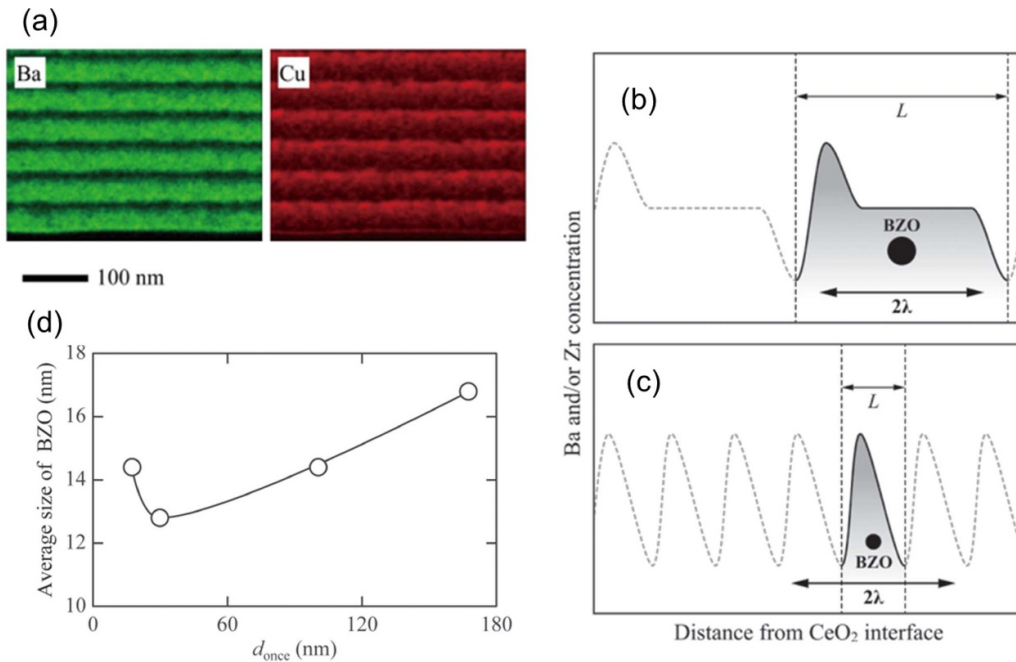 (a)
Ba
Cu
100 nm
(b)
L
BZO
2λ
(c)
L
BZO
2λ
Ba and/or Zr concentration
Distance from CeO₂ interface
(d)
18
16
14
12
10
0
60
120
180
Average size of BZO (nm)
d_once (nm)